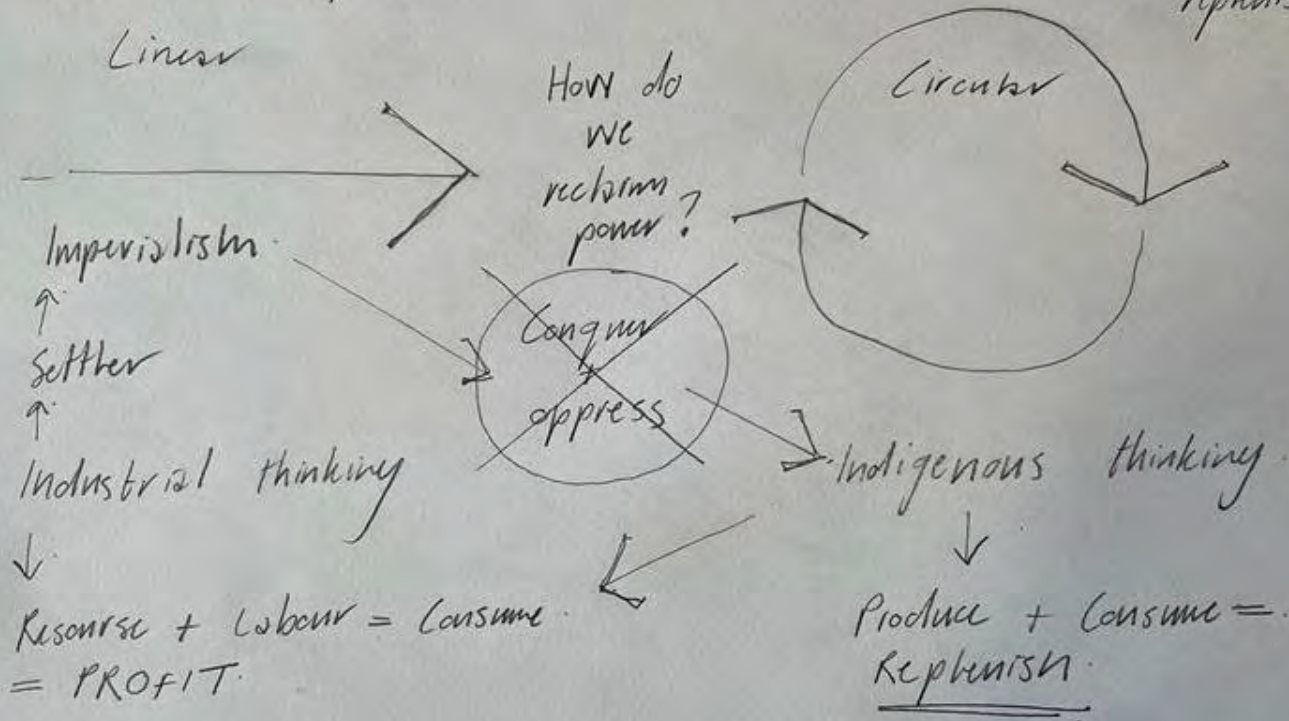 Linear
How do
we
reclaim
power?
Circular
Imperialism
Settler
Industrial thinking
Conquer
+
oppress
Indigenous thinking.
Resourse + Labour = Consume.
= PROFIT.
Produce + Consume =
Replenish.